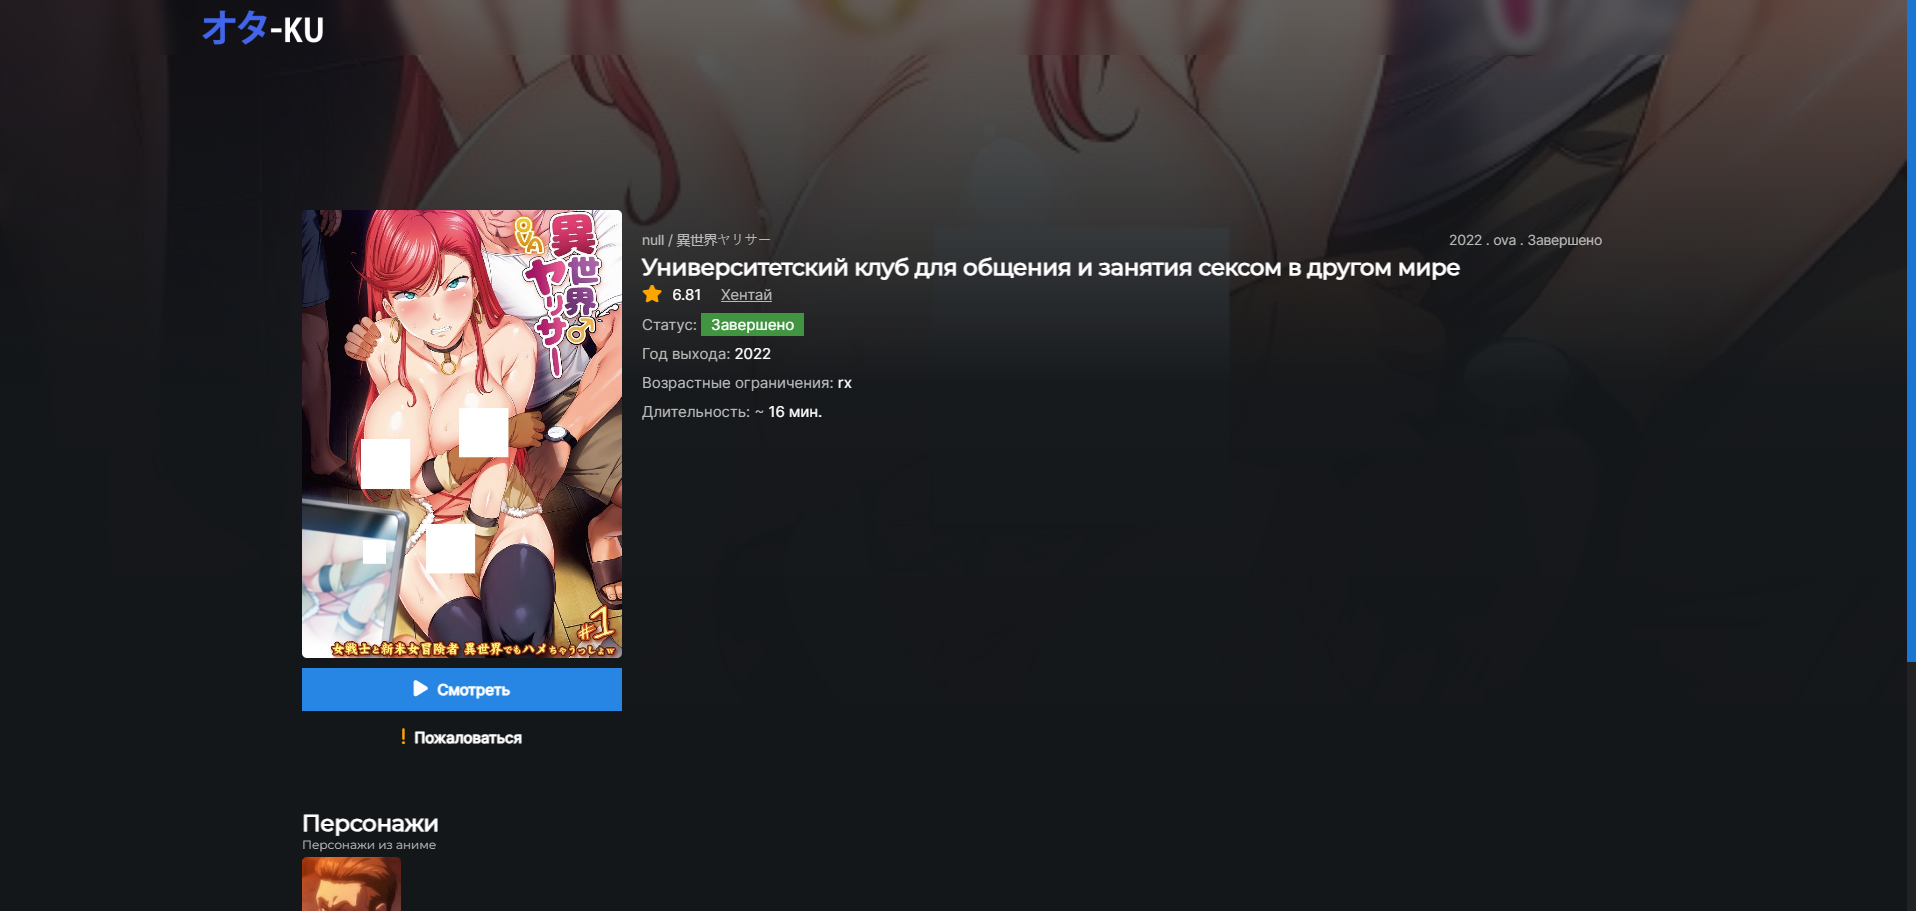 オタ-KU
OVA
異世界ヤリサー
#1
女戦士と新米女冒険者 異世界でもハメちゃうっしょw
null / 異世界ヤリサー
2022 . ova . Завершено
Университетский клуб для общения и занятия сексом в другом мире
6.81 Хентай
Статус: Завершено
Год выхода: 2022
Возрастные ограничения: rx
Длительность: ~ 16 мин.
Смотреть
! Пожаловаться
Персонажи
Персонажи из аниме